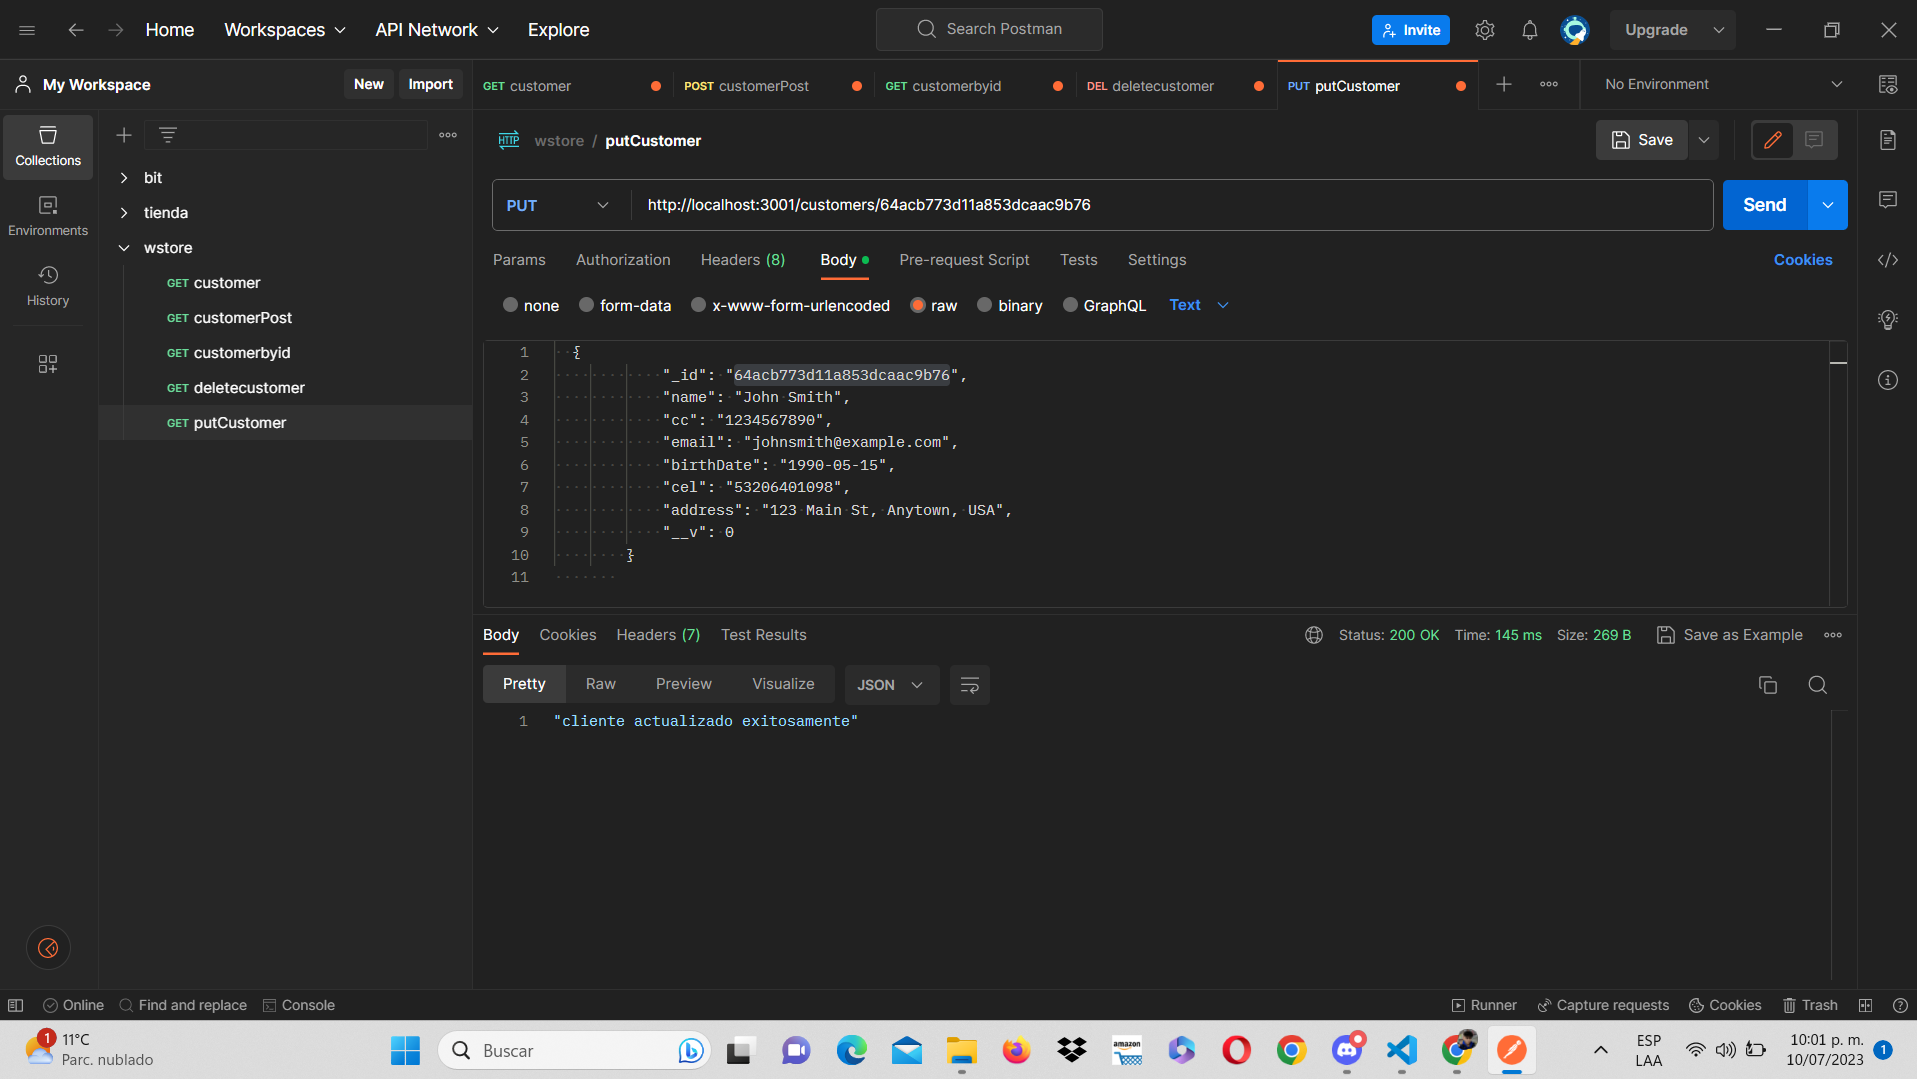 Home
Workspaces
API Network
Explore
Search Postman
Invite
Upgrade
My Workspace
New
Import
GET customer
POST customerPost
GET customerbyid
DEL deletecustomer
PUT putCustomer
No Environment
Collections
Environments
History
bit
tienda
wstore
GET customer
GET customerPost
GET customerbyid
GET deletecustomer
GET putCustomer
HTTP wstore / putCustomer
Save
PUT
http://localhost:3001/customers/64acb773d11a853dcaac9b76
Send
Params
Authorization
Headers (8)
Body
Pre-request Script
Tests
Settings
Cookies
none
form-data
x-www-form-urlencoded
raw
binary
GraphQL
Text
1 {
2 "_id": "64acb773d11a853dcaac9b76",
3 "name": "John Smith",
4 "cc": "1234567890",
5 "email": "johnsmith@example.com",
6 "birthDate": "1990-05-15",
7 "cel": "53206401098",
8 "address": "123 Main St, Anytown, USA",
9 "__v": 0
10 }
11
Body
Cookies
Headers (7)
Test Results
Status: 200 OK
Time: 145 ms
Size: 269 B
Save as Example
Pretty
Raw
Preview
Visualize
JSON
1 "cliente actualizado exitosamente"
Online
Find and replace
Console
Runner
Capture requests
Cookies
Trash
1
11°C
Parc. nublado
Buscar
amazon
ESP
LAA
10:01 p. m.
10/07/2023
1